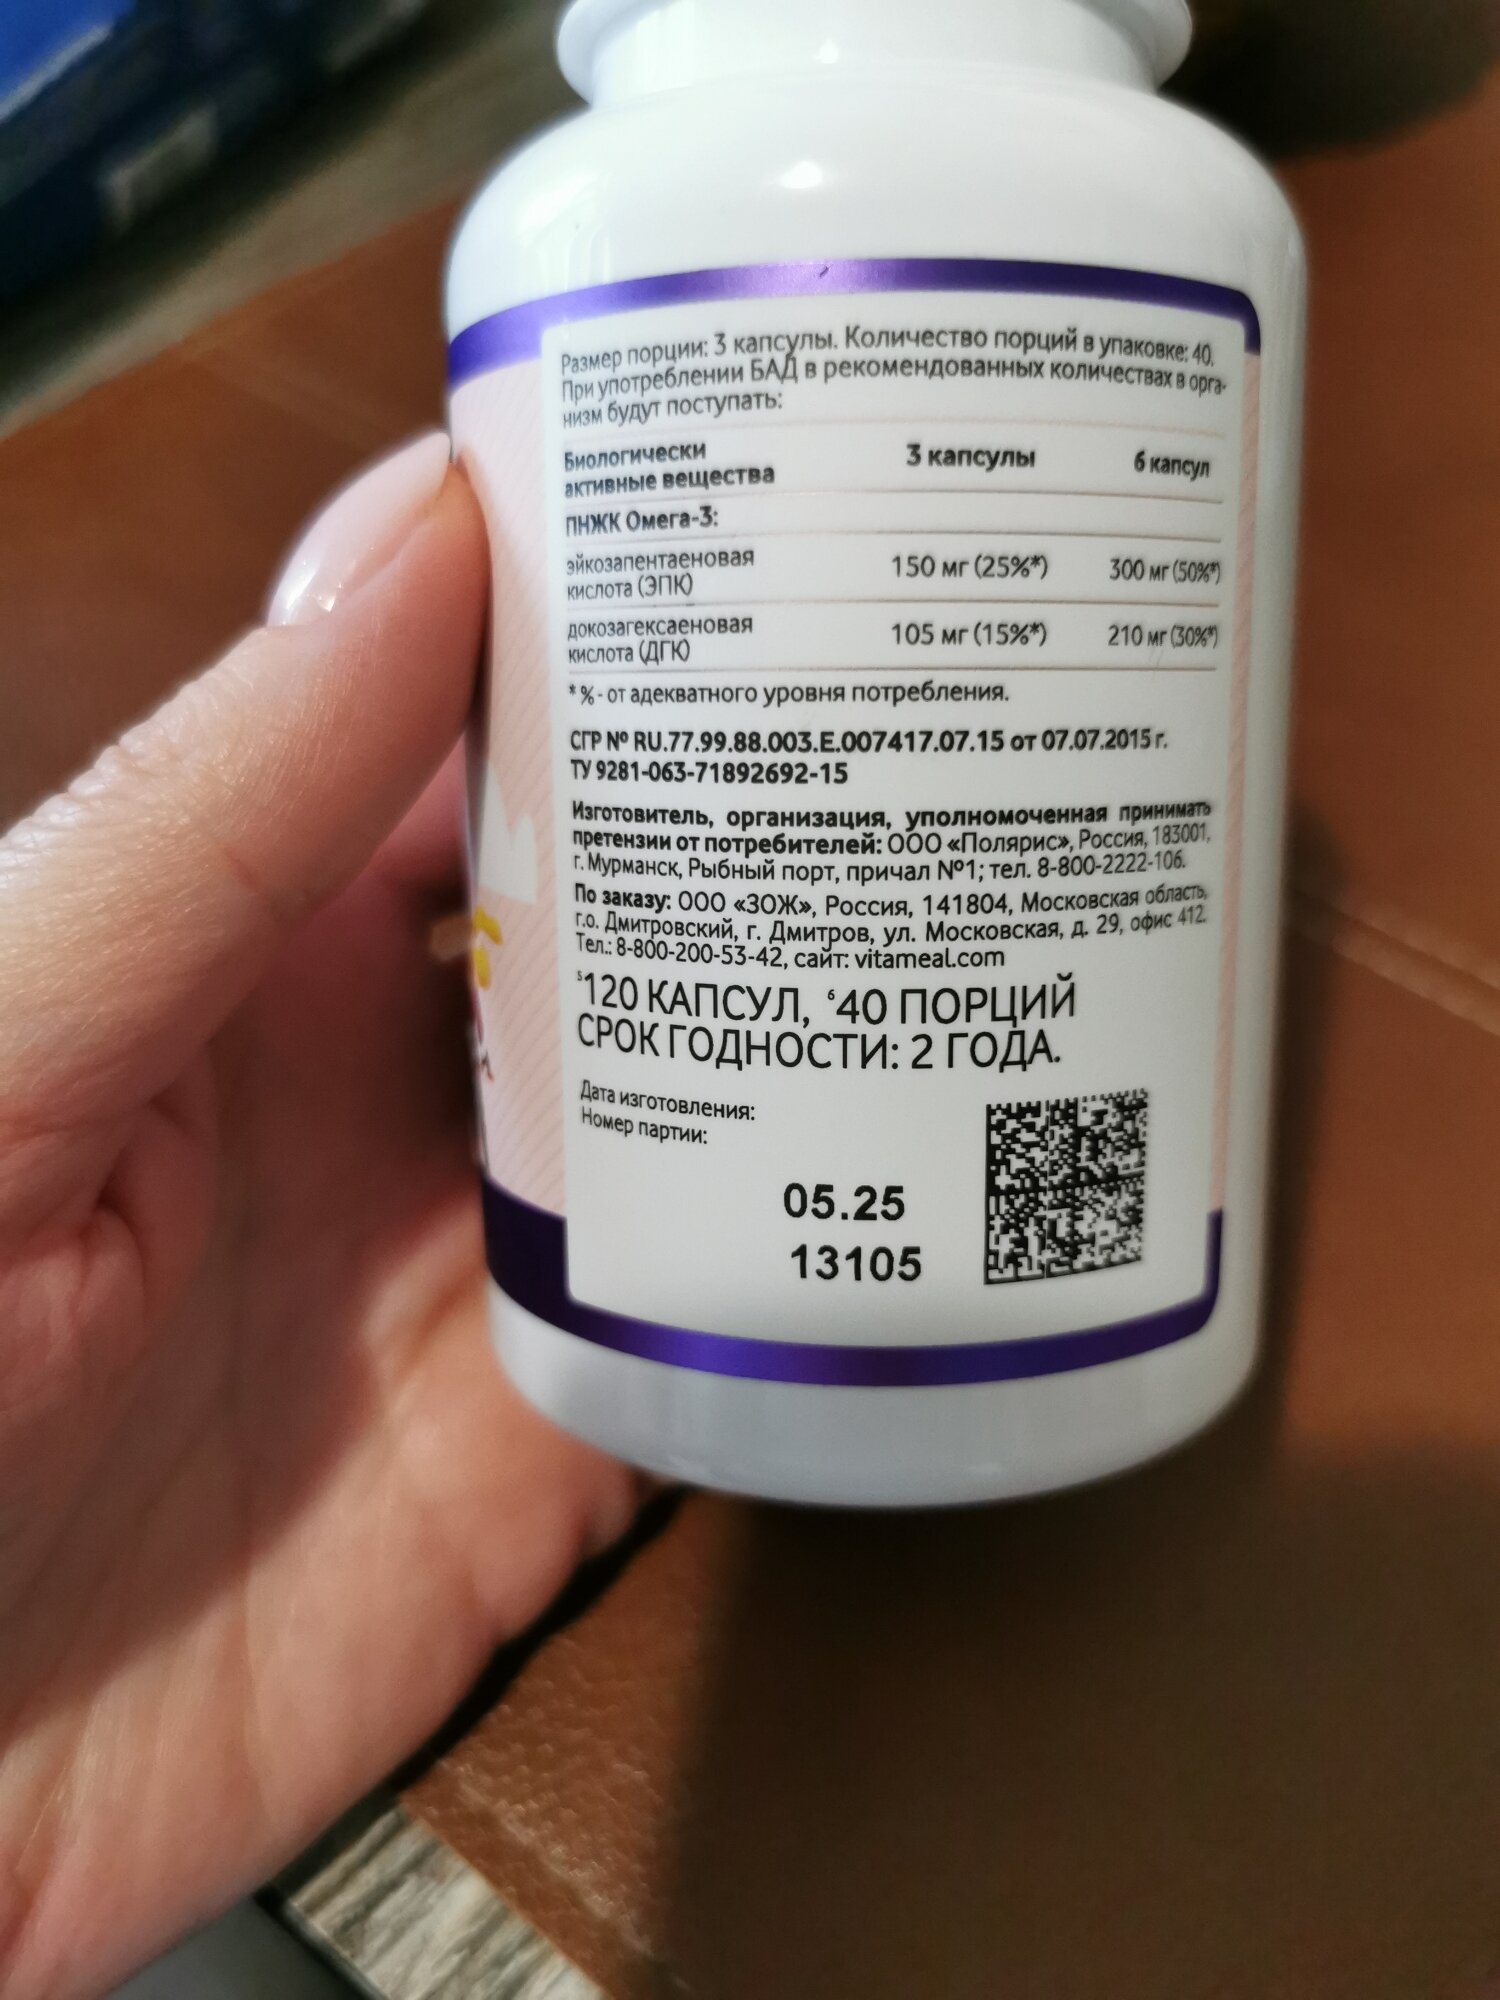 Размер порции: 3 капсулы. Количество порций в упаковке: 40.
При употреблении БАД в рекомендованных количествах в орга-
низм будут поступать:
Биологически активные вещества 3 капсулы 6 капсул
ПНЖК Омега-3:
эйкозапентаеновая кислота (ЭПК) 150 мг (25%*) 300 мг (50%*)
докозагексаеновая кислота (ДГК) 105 мг (15%*) 210 мг (30%*)
* % - от адекватного уровня потребления.
СГР № RU.77.99.88.003.Е.007417.07.15 от 07.07.2015 г.
ТУ 9281-063-71892692-15
Изготовитель, организация, уполномоченная принимать
претензии от потребителей: ООО «Полярис», Россия, 183001,
г. Мурманск, Рыбный порт, причал №1; тел. 8-800-2222-106.
По заказу: ООО «ЗОЖ», Россия, 141804, Московская область,
г.о. Дмитровский, г. Дмитров, ул. Московская, д. 29, офис 412.
Тел.: 8-800-200-53-42, сайт: vitameal.com
⁵120 КАПСУЛ, ⁶40 ПОРЦИЙ
СРОК ГОДНОСТИ: 2 ГОДА.
Дата изготовления:
Номер партии:
05.25
13105